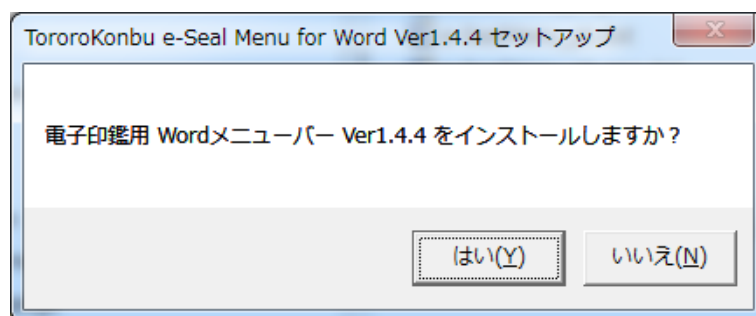 TororoKonbu e-Seal Menu for Word Ver1.4.4 セットアップ
電子印鑑用 Wordメニューバー Ver1.4.4 をインストールしますか？
はい(Y)
いいえ(N)